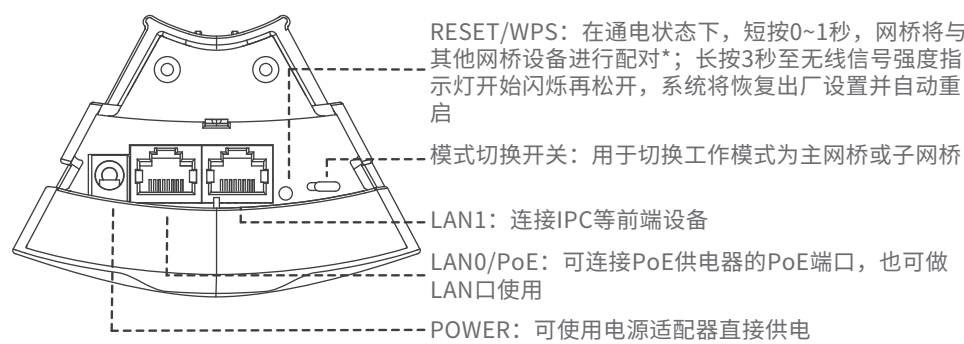 RESET/WPS：在通电状态下，短按0~1秒，网桥将与
其他网桥设备进行配对*；长按3秒至无线信号强度指
示灯开始闪烁再松开，系统将恢复出厂设置并自动重
启
模式切换开关：用于切换工作模式为主网桥或子网桥
LAN1：连接IPC等前端设备
LAN0/PoE：可连接PoE供电器的PoE端口，也可做
LAN口使用
POWER：可使用电源适配器直接供电